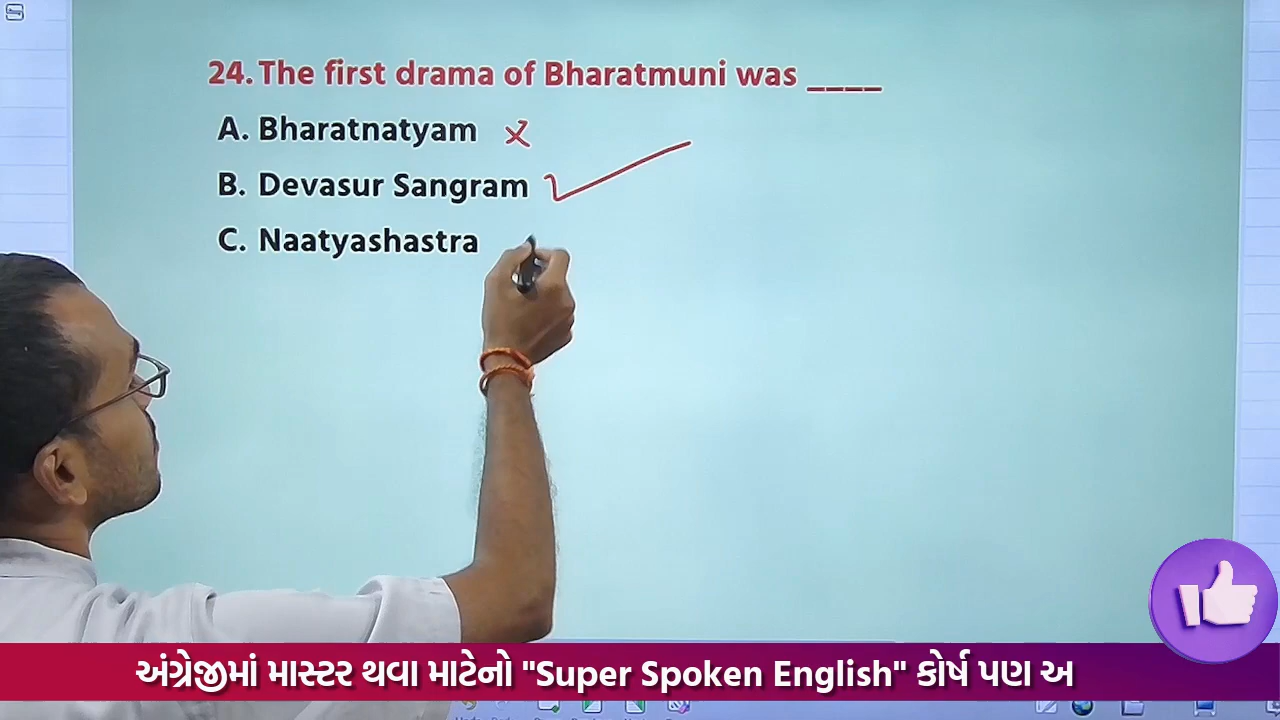 24. The first drama of Bharatmuni was ____
A. Bharatnatyam
B. Devasur Sangram
C. Naatyashastra
અંગ્રેજીમાં માસ્ટર થવા માટેનો "Super Spoken English" કોર્ષ પણ અ